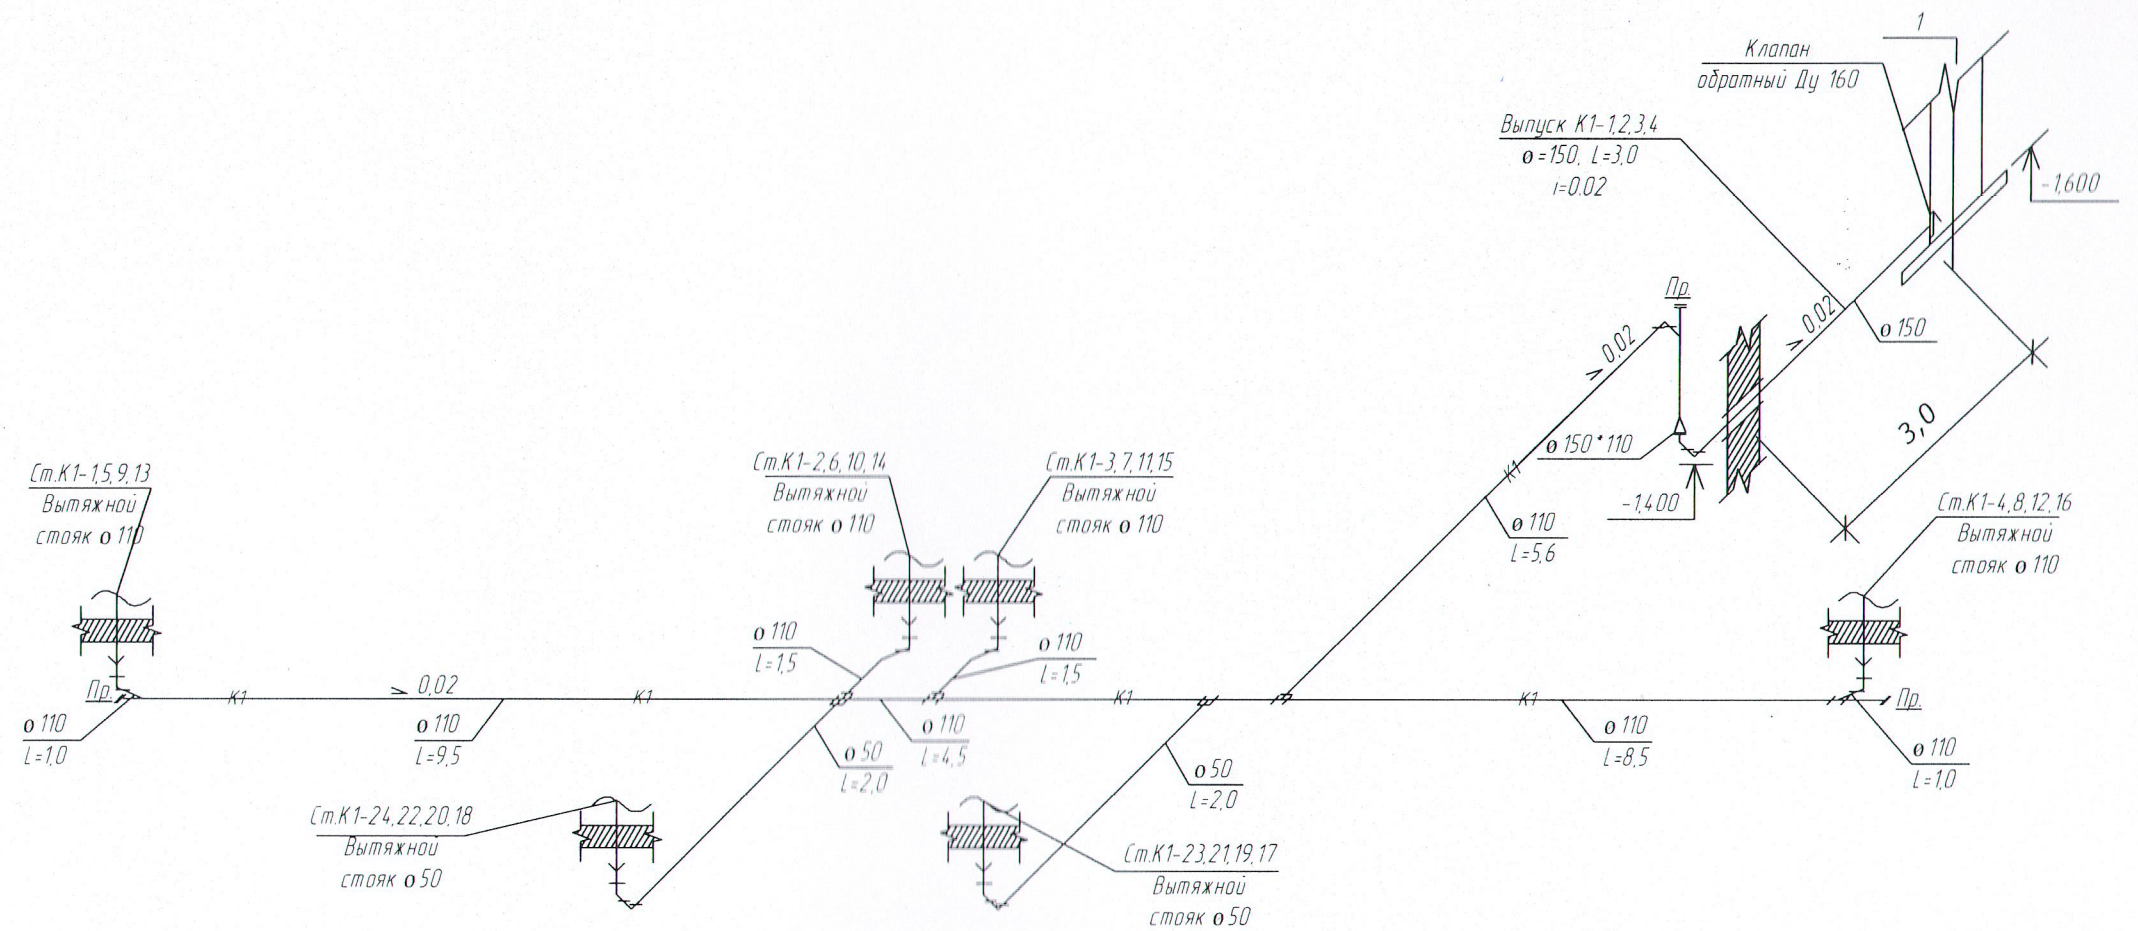 1
Клапан
обратный Ду 160
Выпуск К1-1,2,3,4
ø=150, L=3,0
i=0.02
-1,600
Пр.
0,02
0,02
ø 150
3,0
ø 150*110
К1
-1,400
ø 110
L=5,6
Ст.К1-1,5,9,13
Вытяжной
стояк ø 110
Ст.К1-2,6,10,14
Вытяжной
стояк ø 110
Ст.К1-3,7,11,15
Вытяжной
стояк ø 110
Ст.К1-4,8,12,16
Вытяжной
стояк ø 110
ø 110
L=1,5
ø 110
L=1,5
Пр.
К1
0,02
К1
К1
К1
Пр.
ø 110
L=1,0
ø 110
L=9,5
ø 50
L=2,0
ø 110
L=4,5
ø 50
L=2,0
ø 110
L=8,5
ø 110
L=1,0
Ст.К1-24,22,20,18
Вытяжной
стояк ø 50
Ст.К1-23,21,19,17
Вытяжной
стояк ø 50